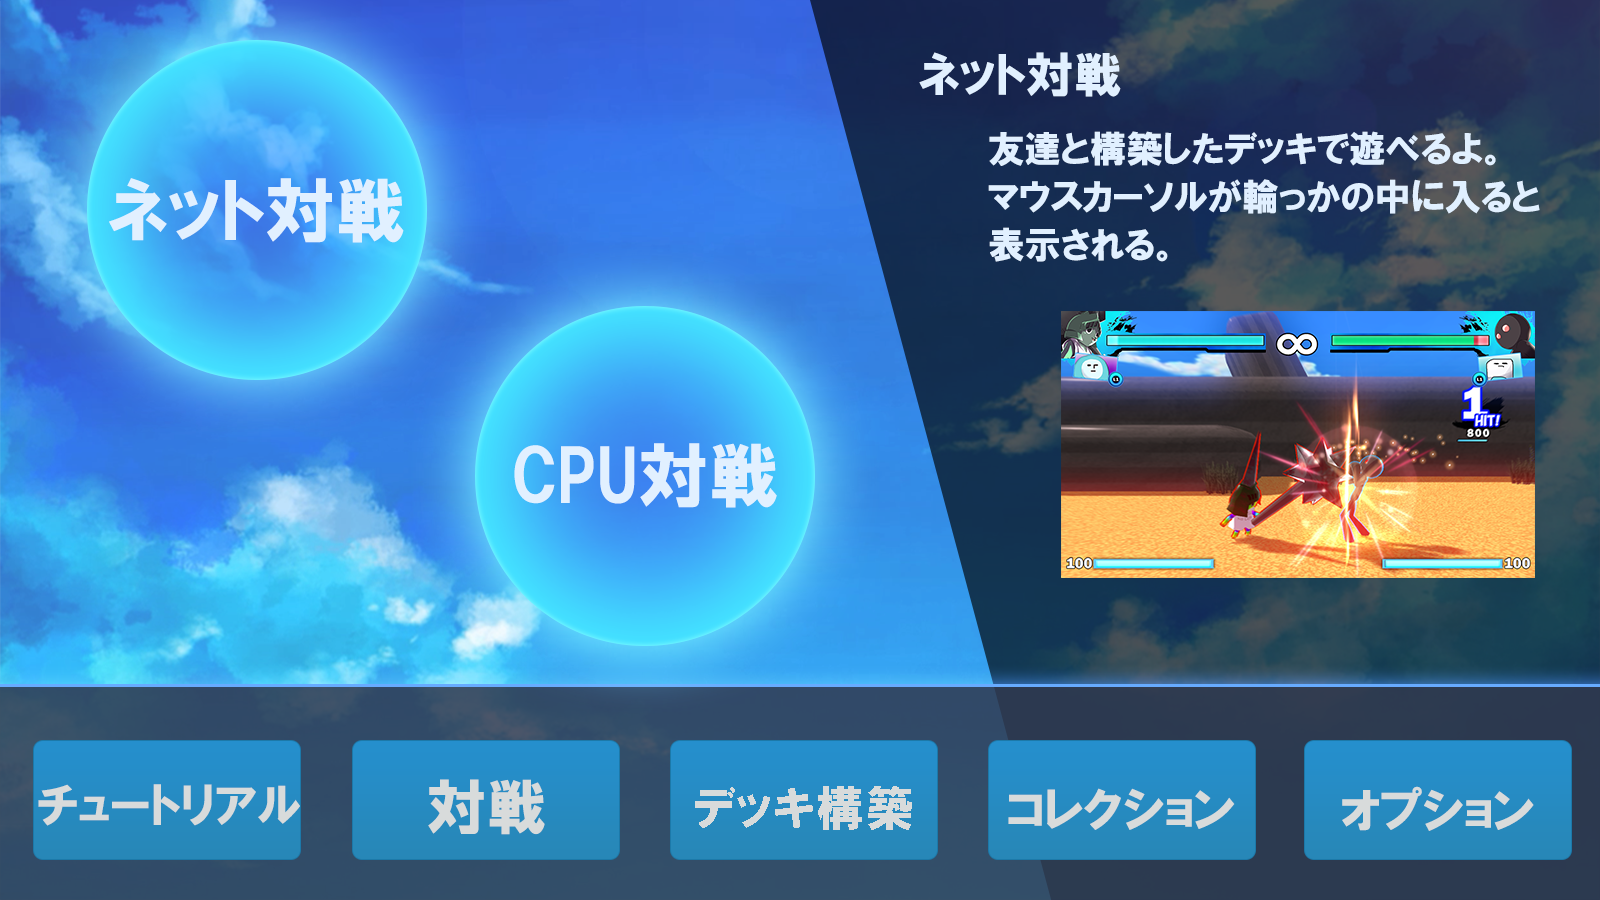 ネット対戦
CPU対戦
ネット対戦
友達と構築したデッキで遊べるよ。
マウスカーソルが輪っかの中に入ると
表示される。
1
HIT!
800
100
100
チュートリアル
対戦
デッキ構築
コレクション
オプション